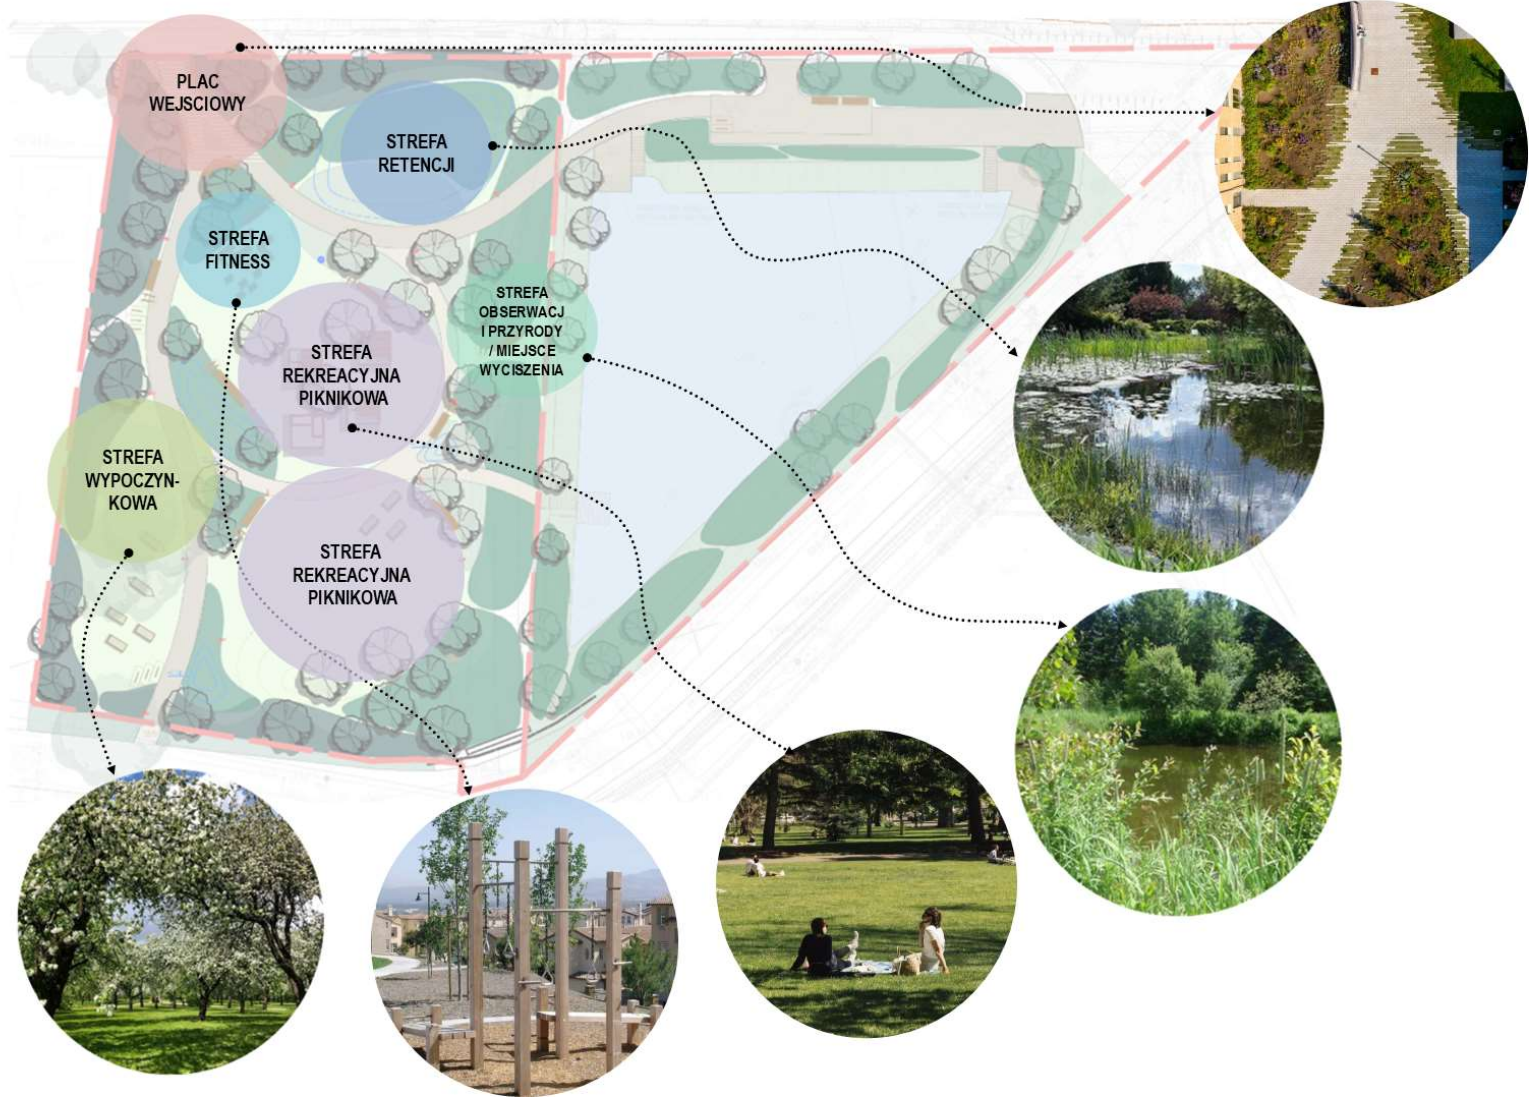 PLAC
WEJSCIOWY
STREFA
RETENCJI
STREFA
FITNESS
STREFA
OBSERWACJ
I PRZYRODY
/ MIEJSCE
WYCISZENIA
STREFA
REKREACYJNA
PIKNIKOWA
STREFA
WYPOCZYN-
KOWA
STREFA
REKREACYJNA
PIKNIKOWA